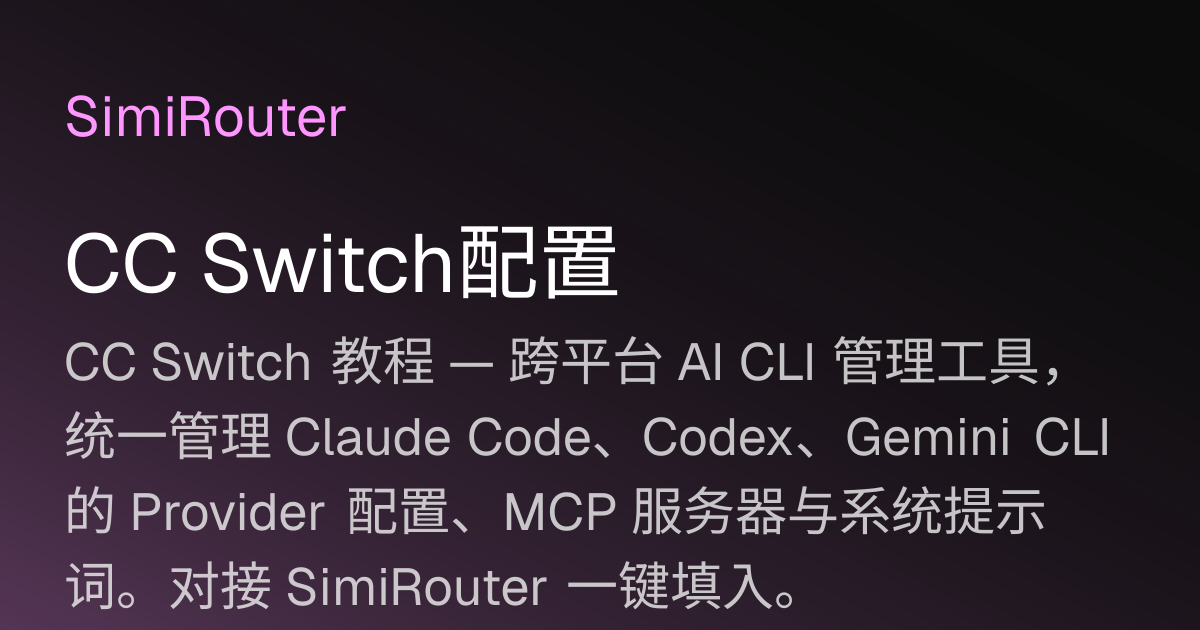 SimiRouter
CC Switch配置
CC Switch 教程 — 跨平台 AI CLI 管理工具，
统一管理 Claude Code、Codex、Gemini CLI
的 Provider 配置、MCP 服务器与系统提示
词。对接 SimiRouter 一键填入。